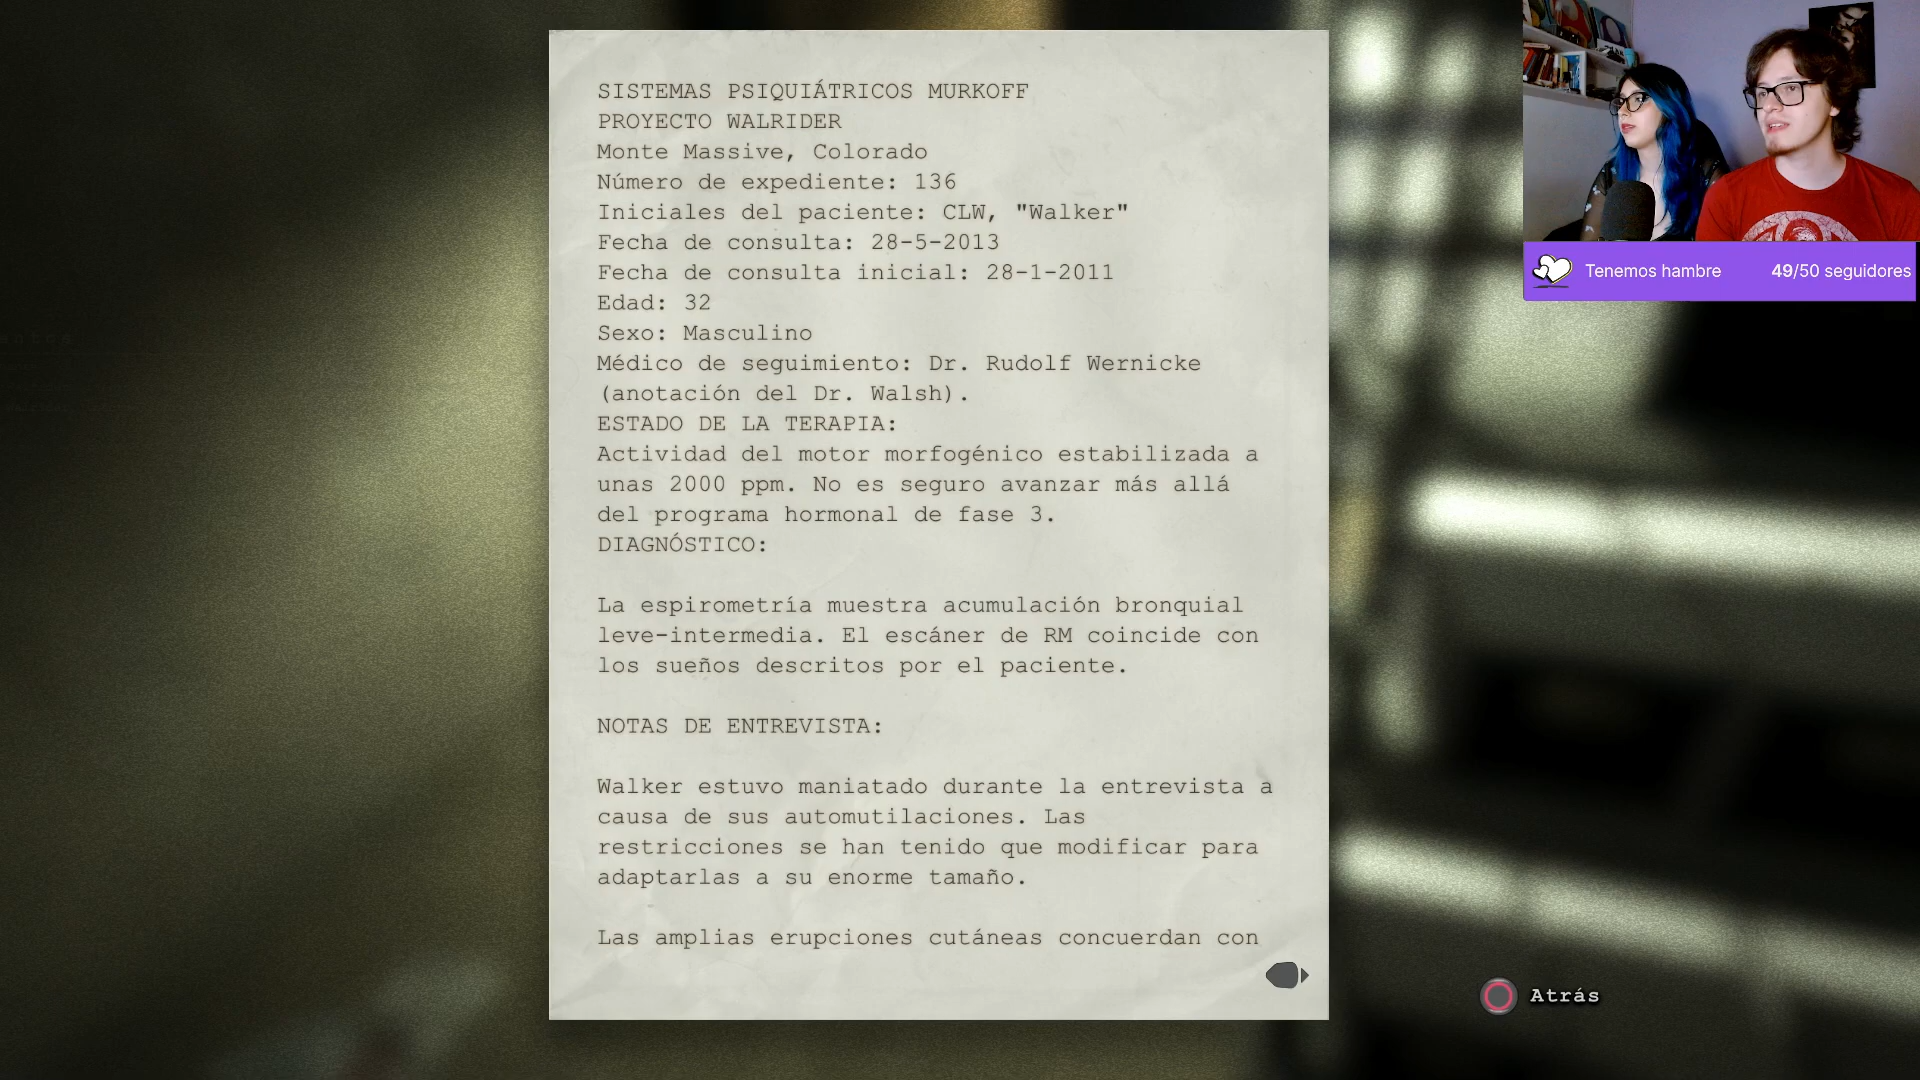 SISTEMAS PSIQUIÁTRICOS MURKOFF
PROYECTO WALRIDER
Monte Massive, Colorado
Número de expediente: 136
Iniciales del paciente: CLW, "Walker"
Fecha de consulta: 28-5-2013
Fecha de consulta inicial: 28-1-2011
Edad: 32
Sexo: Masculino
Médico de seguimiento: Dr. Rudolf Wernicke
(anotación del Dr. Walsh).
ESTADO DE LA TERAPIA:
Actividad del motor morfogénico estabilizada a
unas 2000 ppm. No es seguro avanzar más allá
del programa hormonal de fase 3.
DIAGNÓSTICO:
La espirometría muestra acumulación bronquial
leve-intermedia. El escáner de RM coincide con
los sueños descritos por el paciente.
NOTAS DE ENTREVISTA:
Walker estuvo maniatado durante la entrevista a
causa de sus automutilaciones. Las
restricciones se han tenido que modificar para
adaptarlas a su enorme tamaño.
Las amplias erupciones cutáneas concuerdan con
Tenemos hambre 49/50 seguidores
Atrás